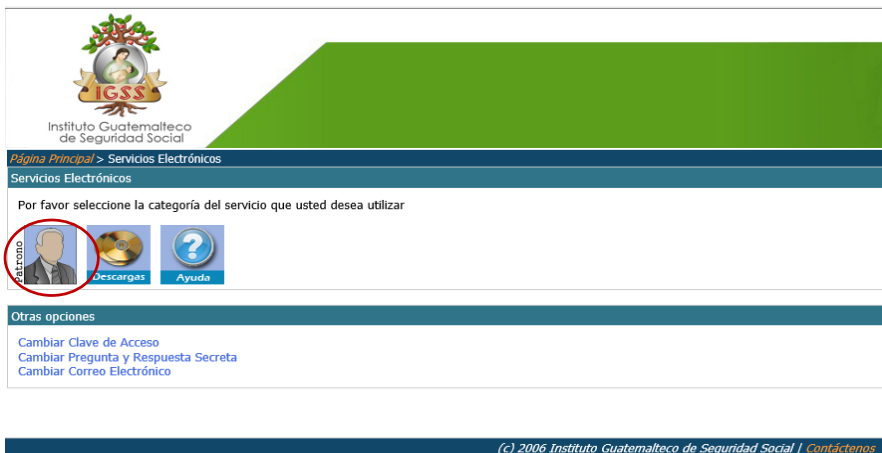 IGSS
Instituto Guatemalteco
de Seguridad Social
Página Principal > Servicios Electrónicos
Servicios Electrónicos
Por favor seleccione la categoría del servicio que usted desea utilizar
Patrono
Descargas
Ayuda
Otras opciones
Cambiar Clave de Acceso
Cambiar Pregunta y Respuesta Secreta
Cambiar Correo Electrónico
(c) 2006 Instituto Guatemalteco de Seguridad Social | Contáctenos